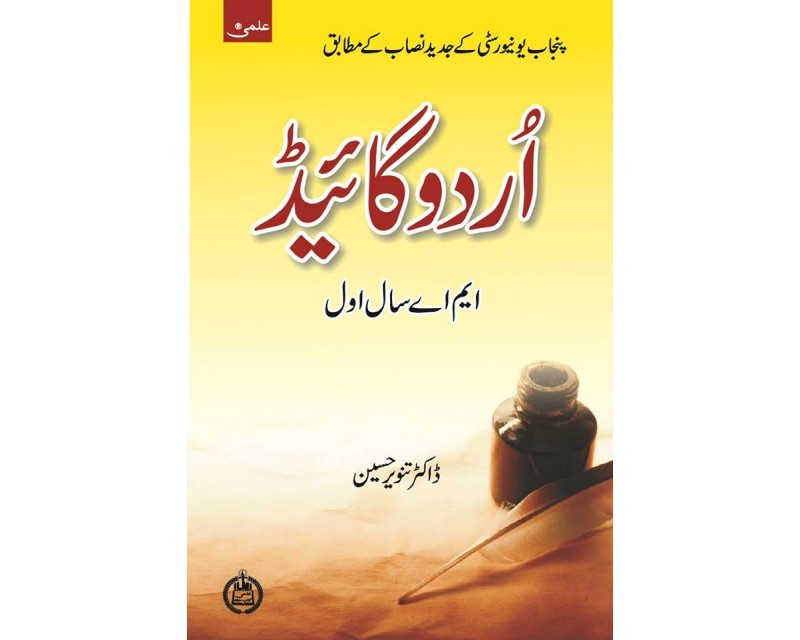 علمی®
پنجاب یونیورسٹی کے جدید نصاب کے مطابق
اُردو گائیڈ
ایم اے سال اول
ڈاکٹر تنویر حسین